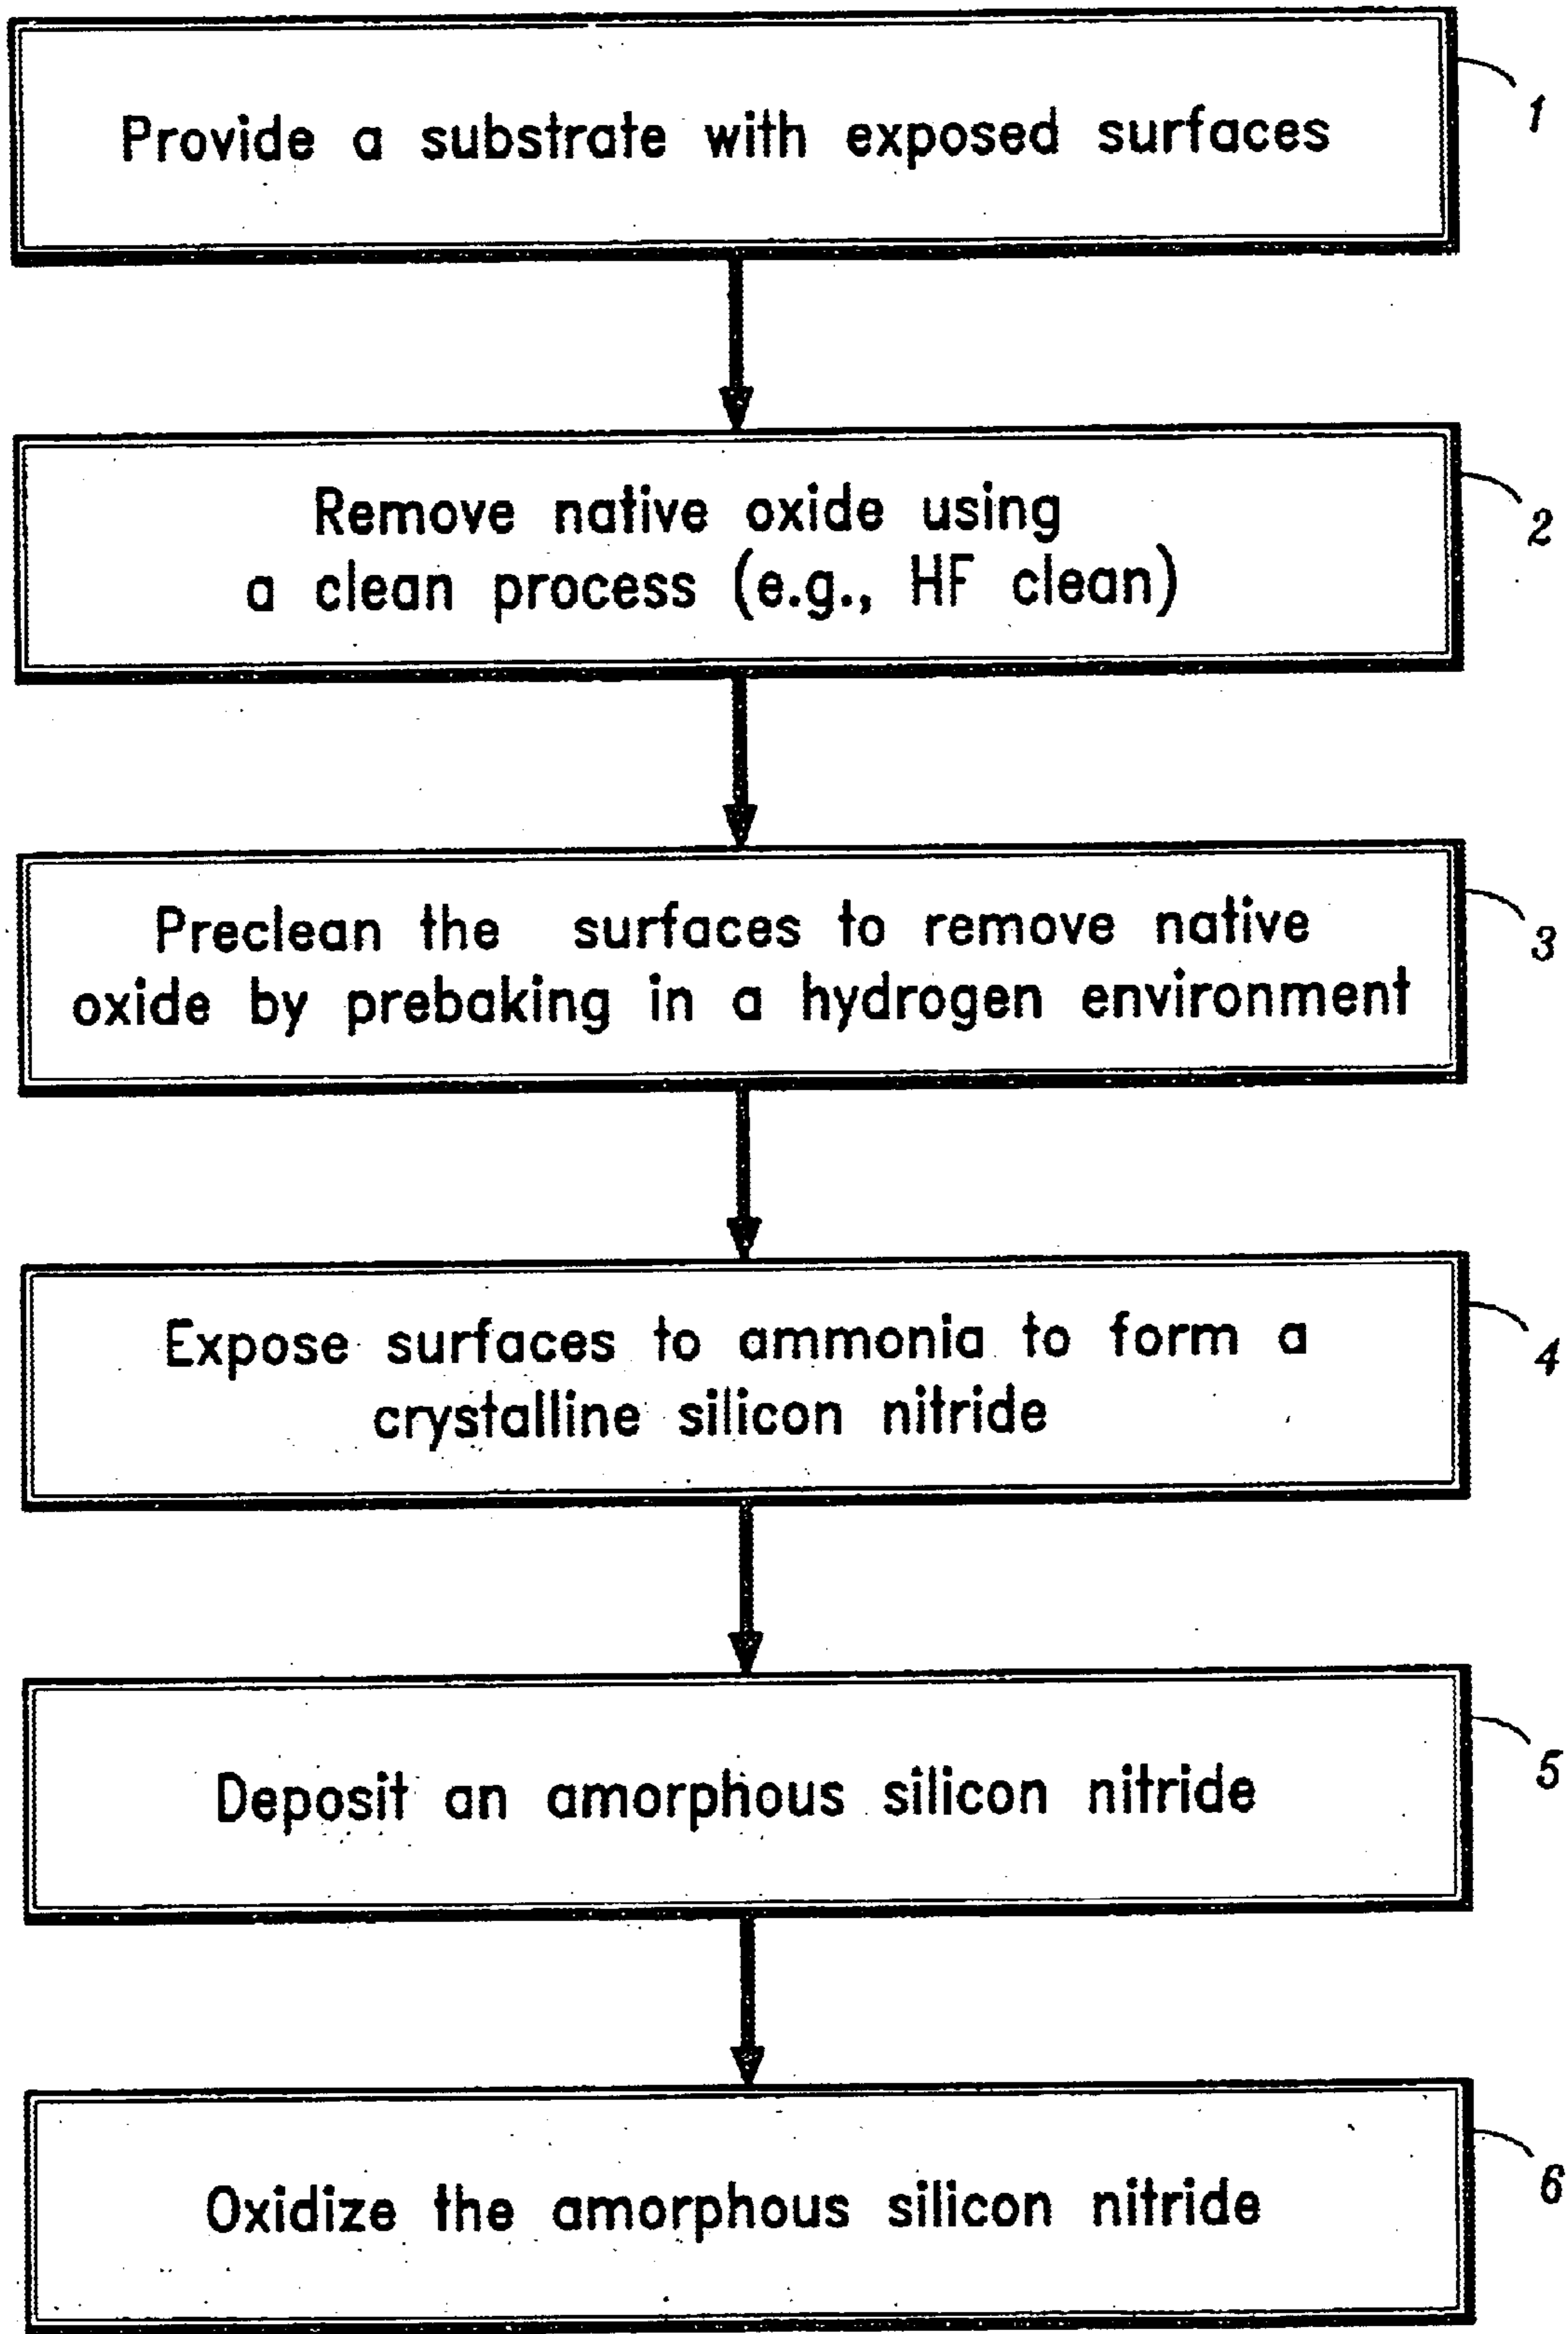 Provide a substrate with exposed surfaces
1
Remove native oxide using
a clean process (e.g., HF clean)
2
Preclean the surfaces to remove native
oxide by prebaking in a hydrogen environment
3
Expose surfaces to ammonia to form a
crystalline silicon nitride
4
Deposit an amorphous silicon nitride
5
Oxidize the amorphous silicon nitride
6